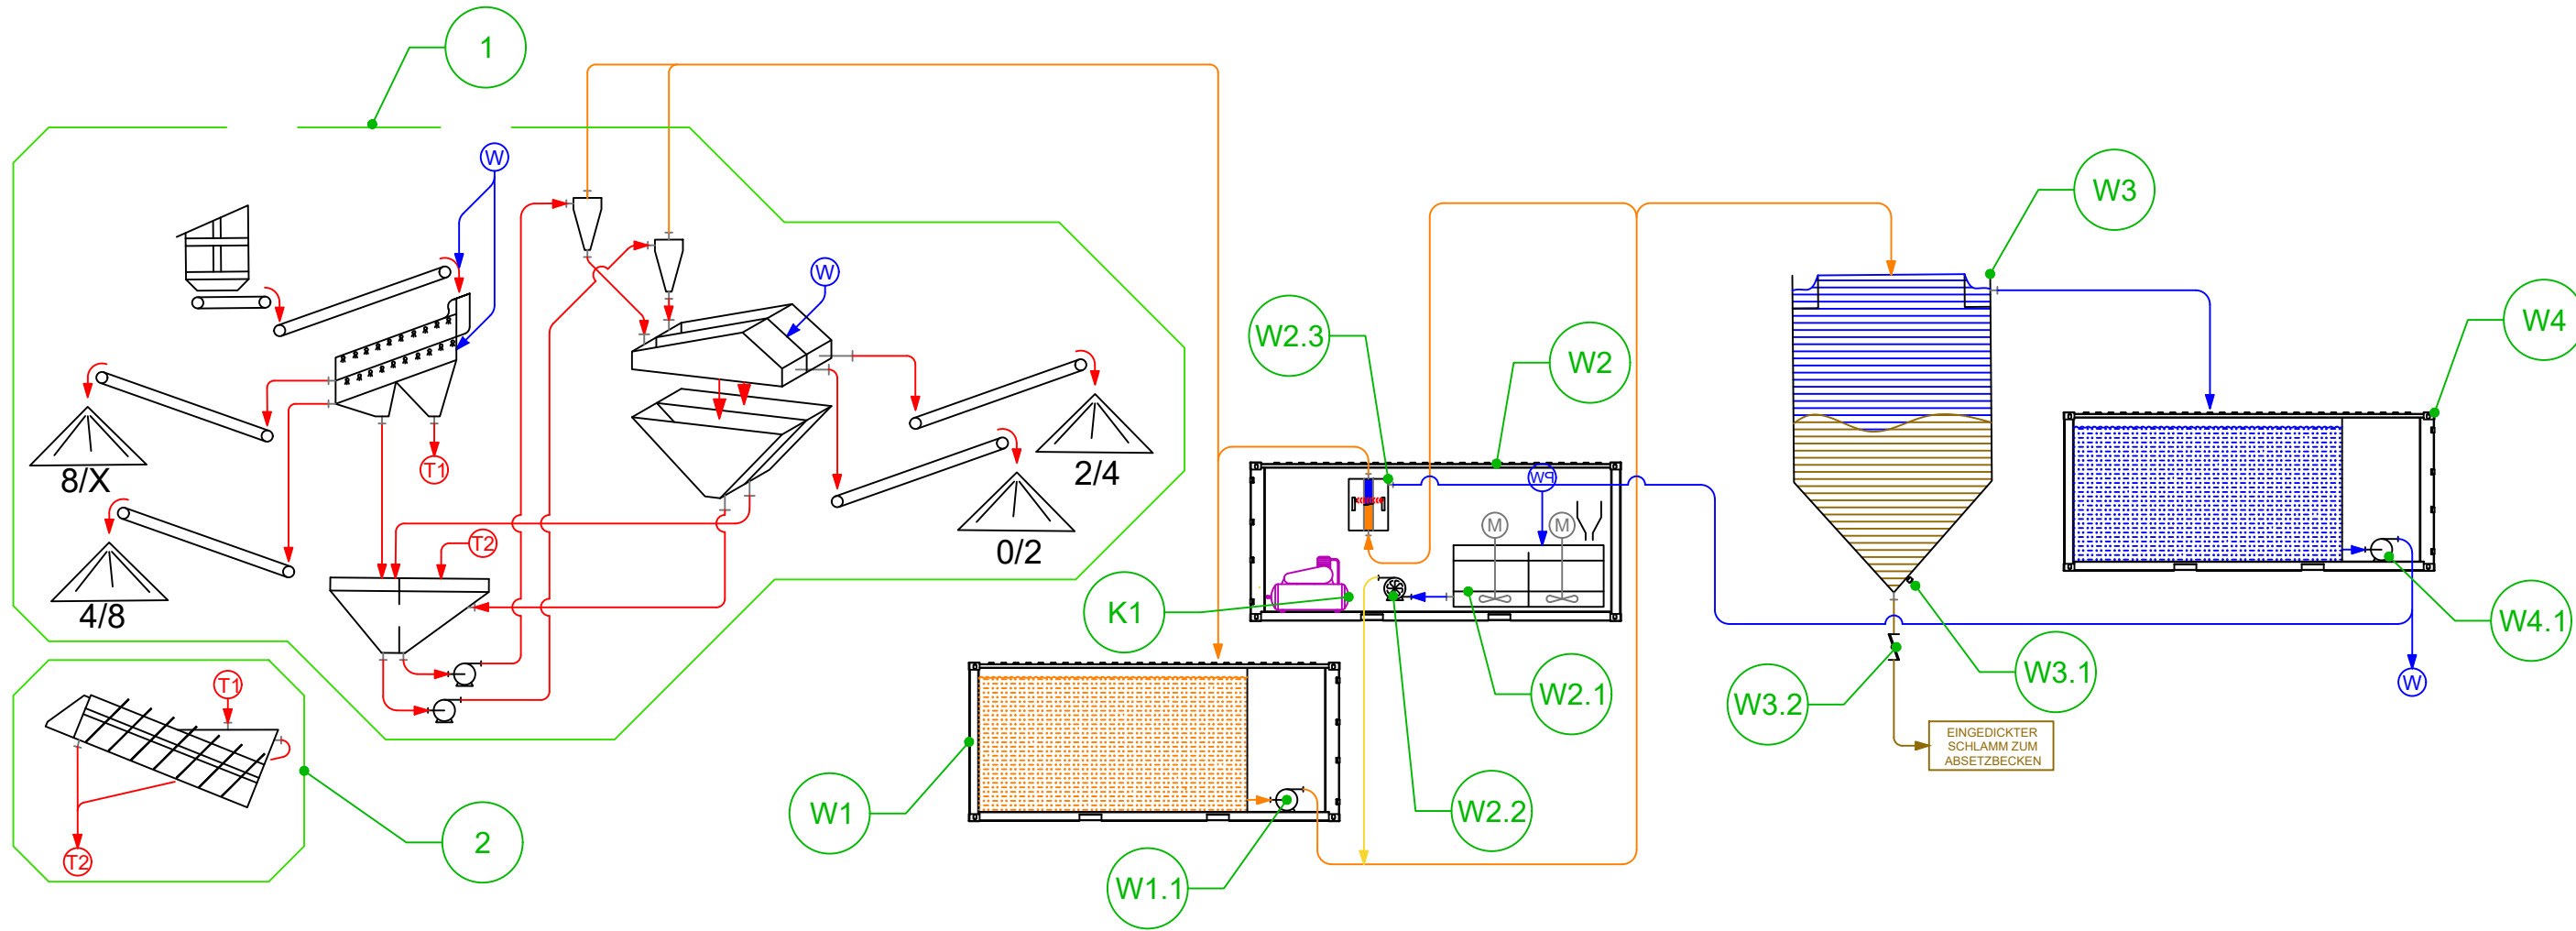 1
W
W
8/X
4/8
T1
T2
2/4
0/2
T1
T2
2
W1
W1.1
W2.3
W2
WP
M
M
K1
W2.1
W2.2
W3
W3.1
W3.2
EINGEDICKTER
SCHLAMM ZUM
ABSETZBECKEN
W4
W4.1
W